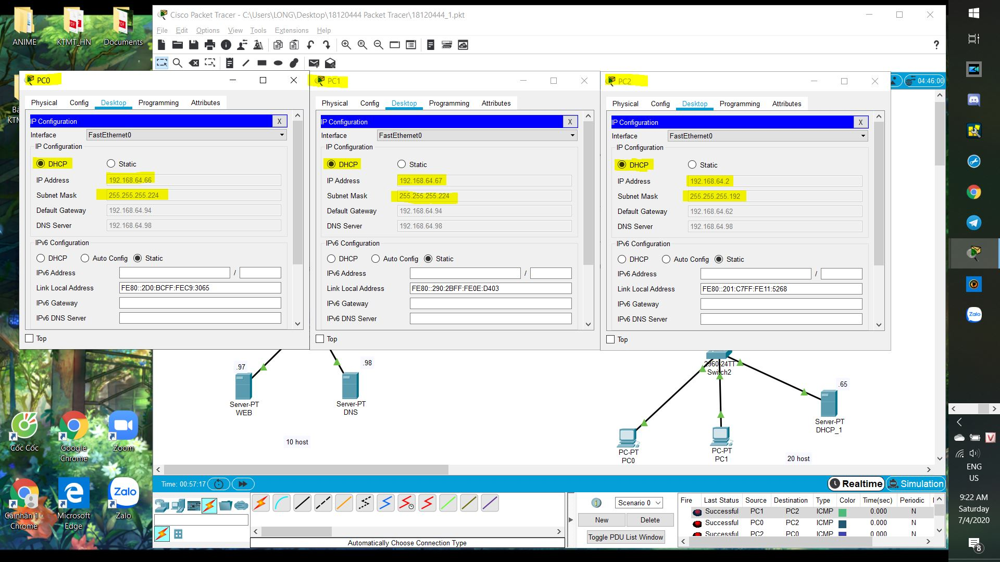 ANIME
KTMT_HN
Documents
Cisco Packet Tracer - C:\Users\LONG\Desktop\18120444 Packet Tracer\18120444_1.pkt
File Edit Options View Tools Extensions Help
?
04:46:00
PC0
Physical Config Desktop Programming Attributes
IP Configuration X
Interface FastEthernet0
IP Configuration
DHCP Static
IP Address 192.168.64.66
Subnet Mask 255.255.255.224
Default Gateway 192.168.64.94
DNS Server 192.168.64.98
IPv6 Configuration
DHCP Auto Config Static
IPv6 Address /
Link Local Address FE80::2D0:BCFF:FEC9:3065
IPv6 Gateway
IPv6 DNS Server
Top
PC1
Physical Config Desktop Programming Attributes
IP Configuration X
Interface FastEthernet0
IP Configuration
DHCP Static
IP Address 192.168.64.67
Subnet Mask 255.255.255.224
Default Gateway 192.168.64.94
DNS Server 192.168.64.98
IPv6 Configuration
DHCP Auto Config Static
IPv6 Address /
Link Local Address FE80::290:2BFF:FE0E:D403
IPv6 Gateway
IPv6 DNS Server
Top
PC2
Physical Config Desktop Programming Attributes
IP Configuration X
Interface FastEthernet0
IP Configuration
DHCP Static
IP Address 192.168.64.2
Subnet Mask 255.255.255.192
Default Gateway 192.168.64.62
DNS Server 192.168.64.98
IPv6 Configuration
DHCP Auto Config Static
IPv6 Address /
Link Local Address FE80::201:C7FF:FE11:5268
IPv6 Gateway
IPv6 DNS Server
Top
.97
Server-PT
WEB
.98
Server-PT
DNS
10 host
2960-24TT
Switch2
.65
Server-PT
DHCP_1
PC-PT
PC0
PC-PT
PC1
20 host
Cốc Cốc
Google
Chrome
Zoom
Cá nhân 1 -
Chrome
Microsoft
Edge
Zalo
Zalo
Time: 00:57:17
Realtime Simulation
Automatically Choose Connection Type
Scenario 0
New Delete
Toggle PDU List Window
Fire Last Status Source Destination Type Color Time(sec) Periodic
Successful PC1 PC2 ICMP 0.000 N
Successful PC0 PC2 ICMP 0.000 N
Successful PC2 PC0 ICMP 0.000 N
Zalo
V
ENG
US
9:22 AM
Saturday
7/4/2020
8